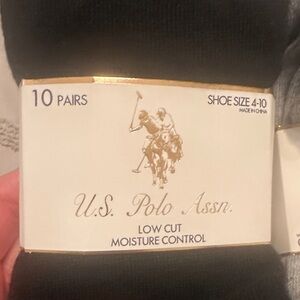 10 PAIRS
SHOE SIZE 4-10
MADE IN CHINA
U.S. Polo Assn.
LOW CUT
MOISTURE CONTROL